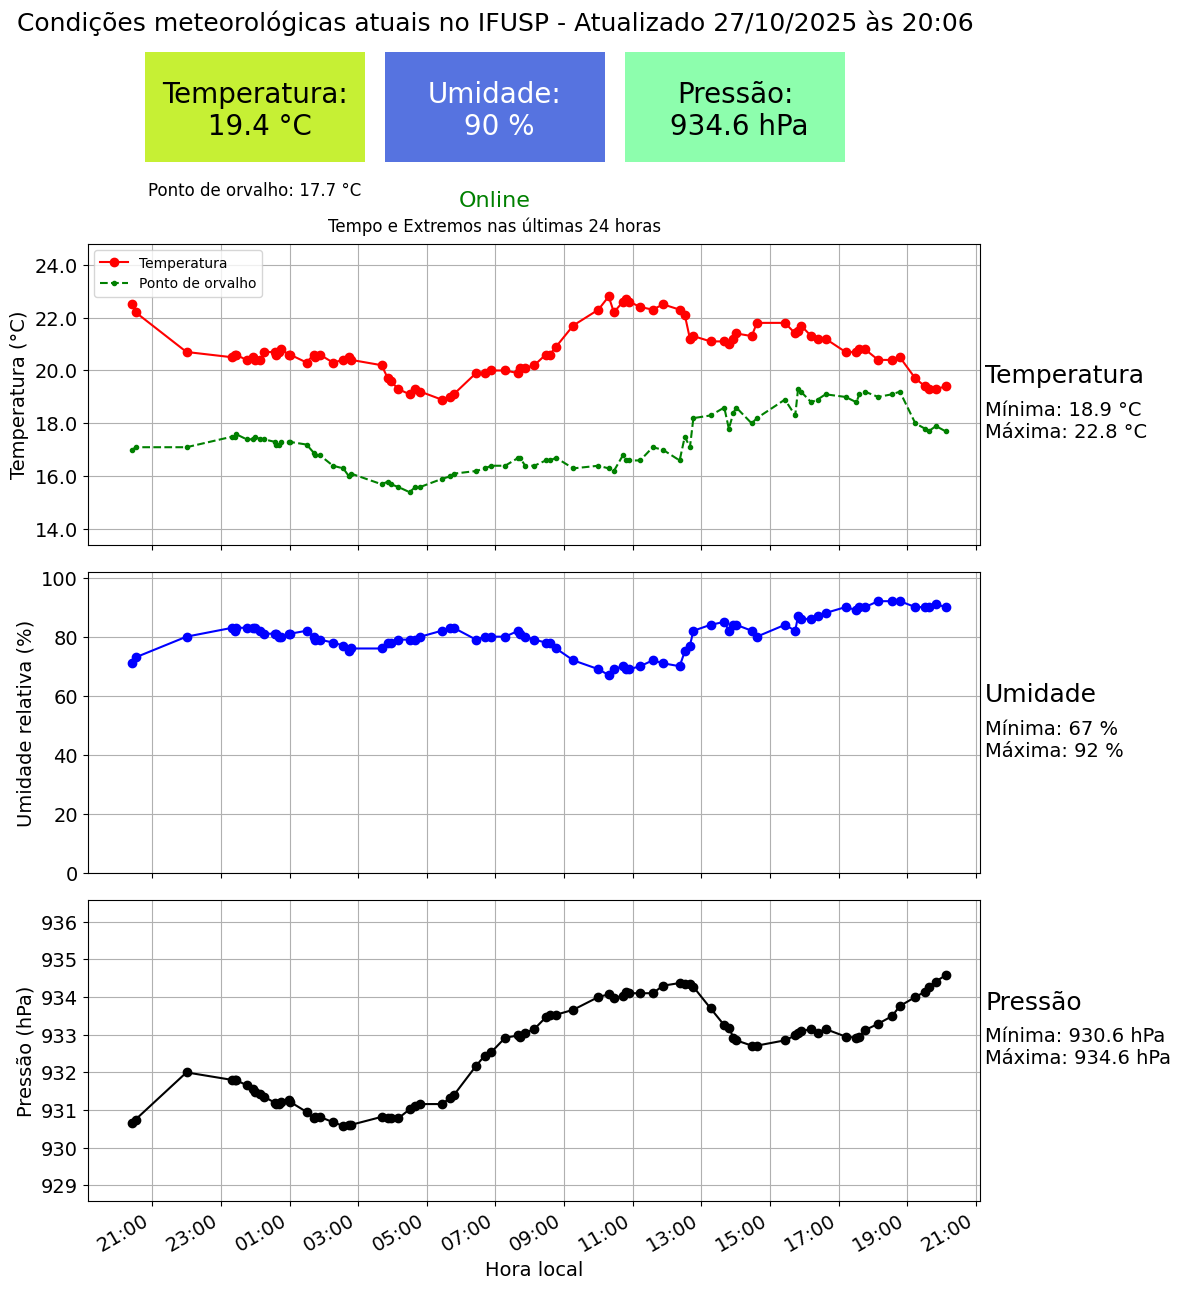 Condições meteorológicas atuais no IFUSP - Atualizado 27/10/2025 às 20:06
Temperatura:
19.4 °C
Umidade:
90 %
Pressão:
934.6 hPa
Ponto de orvalho: 17.7 °C
Online
Tempo e Extremos nas últimas 24 horas
Temperatura
Ponto de orvalho
Temperatura (°C)
24.0
22.0
20.0
18.0
16.0
14.0
Temperatura
Mínima: 18.9 °C
Máxima: 22.8 °C
Umidade relativa (%)
100
80
60
40
20
0
Umidade
Mínima: 67 %
Máxima: 92 %
Pressão (hPa)
936
935
934
933
932
931
930
929
Pressão
Mínima: 930.6 hPa
Máxima: 934.6 hPa
21:00 23:00 01:00 03:00 05:00 07:00 09:00 11:00 13:00 15:00 17:00 19:00 21:00
Hora local